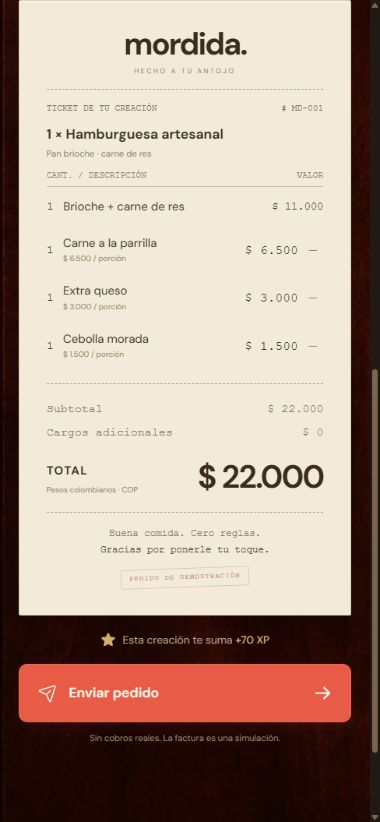 mordida.
HECHO A TU ANTOJO
TICKET DE TU CREACIÓN # MD-001
1 × Hamburguesa artesanal
Pan brioche · carne de res
CANT. / DESCRIPCIÓN VALOR
1 Brioche + carne de res $ 11.000
1 Carne a la parrilla $ 6.500 —
$ 6.500 / porción
1 Extra queso $ 3.000 —
$ 3.000 / porción
1 Cebolla morada $ 1.500 —
$ 1.500 / porción
Subtotal $ 22.000
Cargos adicionales $ 0
TOTAL $ 22.000
Pesos colombianos · COP
Buena comida. Cero reglas.
Gracias por ponerle tu toque.
PEDIDO DE DEMOSTRACIÓN
Esta creación te suma +70 XP
Enviar pedido
Sin cobros reales. La factura es una simulación.